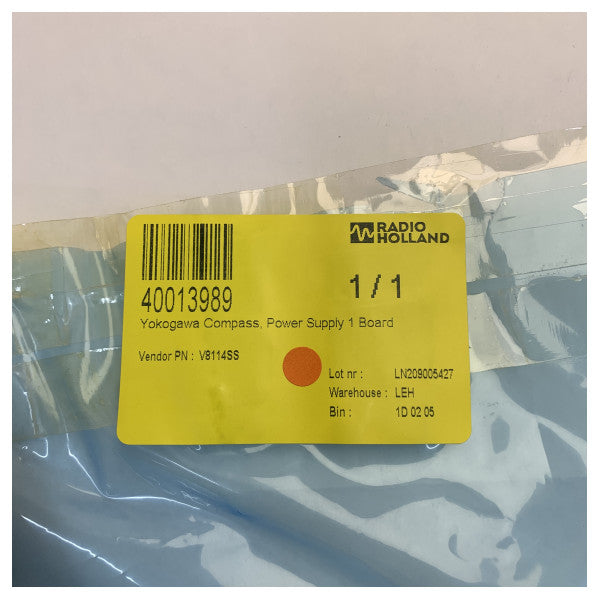 RADIO
HOLLAND
40013989
1 / 1
Yokogawa Compass, Power Supply 1 Board
Vendor PN : V8114SS
Lot nr : LN209005427
Warehouse : LEH
Bin : 1D 02 05